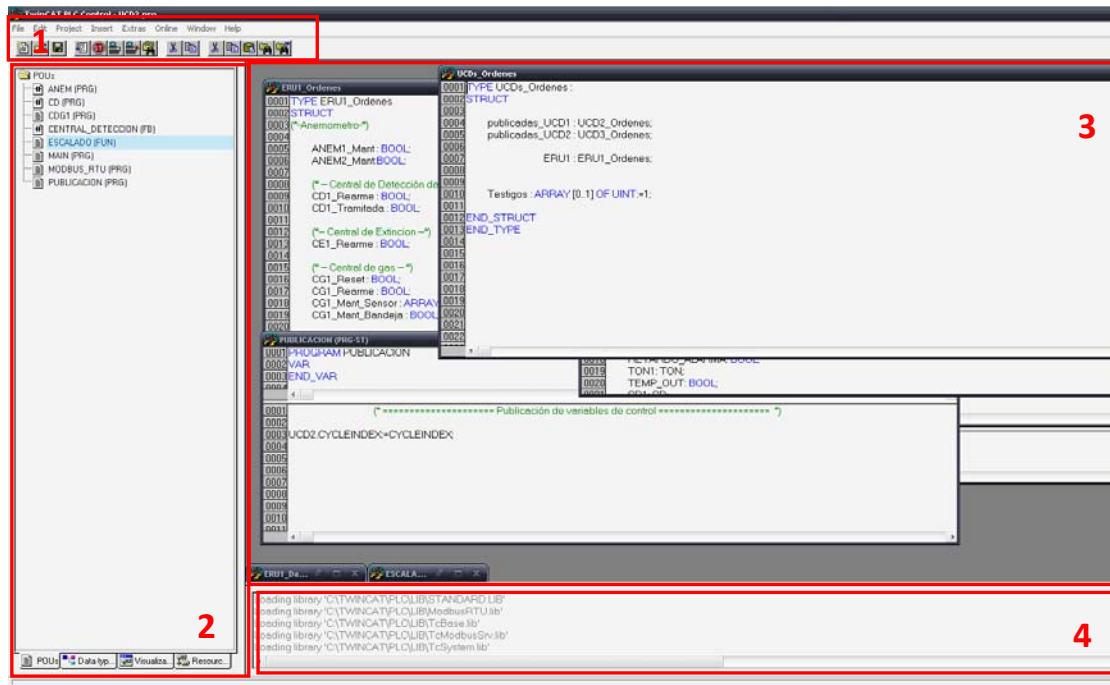 TwinCAT PLC Control - UCD2.pro
File Edit Project Insert Extras Online Window Help
1
POUs
ANEM (PRG)
CD (PRG)
CDG1 (PRG)
CENTRAL_DETECCION (FB)
ESCALADO (FUN)
MAIN (PRG)
MODBUS_RTU (PRG)
PUBLICACION (PRG)
2
POUs Data typ... Visualiza... Resourc...
ERU1_Ordenes
0001 TYPE ERU1_Ordenes
0002 STRUCT
0003 (*-Anemometro-*)
0004
0005 ANEM1_Mant : BOOL;
0006 ANEM2_Mant:BOOL;
0007
0008 (* -- Central de Detección de
0009 CD1_Rearme : BOOL;
0010 CD1_Tramitada : BOOL;
0011
0012 (*-- Central de Extincion --*)
0013 CE1_Rearme : BOOL;
0014
0015 (* -- Central de gas -- *)
0016 CG1_Reset : BOOL;
0017 CG1_Rearme : BOOL;
0018 CG1_Mant_Sensor : ARRAY
0019 CG1_Mant_Bandeja : BOOL
0020
UCDs_Ordenes
0001 TYPE UCDs_Ordenes :
0002 STRUCT
0003
0004 publicadas_UCD1 : UCD2_Ordenes;
0005 publicadas_UCD2 : UCD3_Ordenes;
0006
0007 ERU1 : ERU1_Ordenes;
0008
0009
0010 Testigos : ARRAY [0..1] OF UINT:=1;
0011
0012 END_STRUCT
0013 END_TYPE
0014
0015
0016
0017
0018
0019
0020
0021
0022
3
PUBLICACION (PRG-ST)
0001 PROGRAM PUBLICACION
0002 VAR
0003 END_VAR
0004
0019 TON1: TON;
0020 TEMP_OUT: BOOL;
0001 (* ===================== Publicación de variables de control ===================== *)
0002
0003 UCD2.CYCLEINDEX:=CYCLEINDEX;
0004
0005
0006
0007
0008
0009
0010
0011
ERU1_Da... ESCALA...
Loading library 'C:\TWINCAT\PLC\LIB\STANDARD.LIB'
Loading library 'C:\TWINCAT\PLC\LIB\ModbusRTU.lib'
Loading library 'C:\TWINCAT\PLC\LIB\TcBase.lib'
Loading library 'C:\TWINCAT\PLC\LIB\TcModbusSrv.lib'
Loading library 'C:\TWINCAT\PLC\LIB\TcSystem.lib'
4